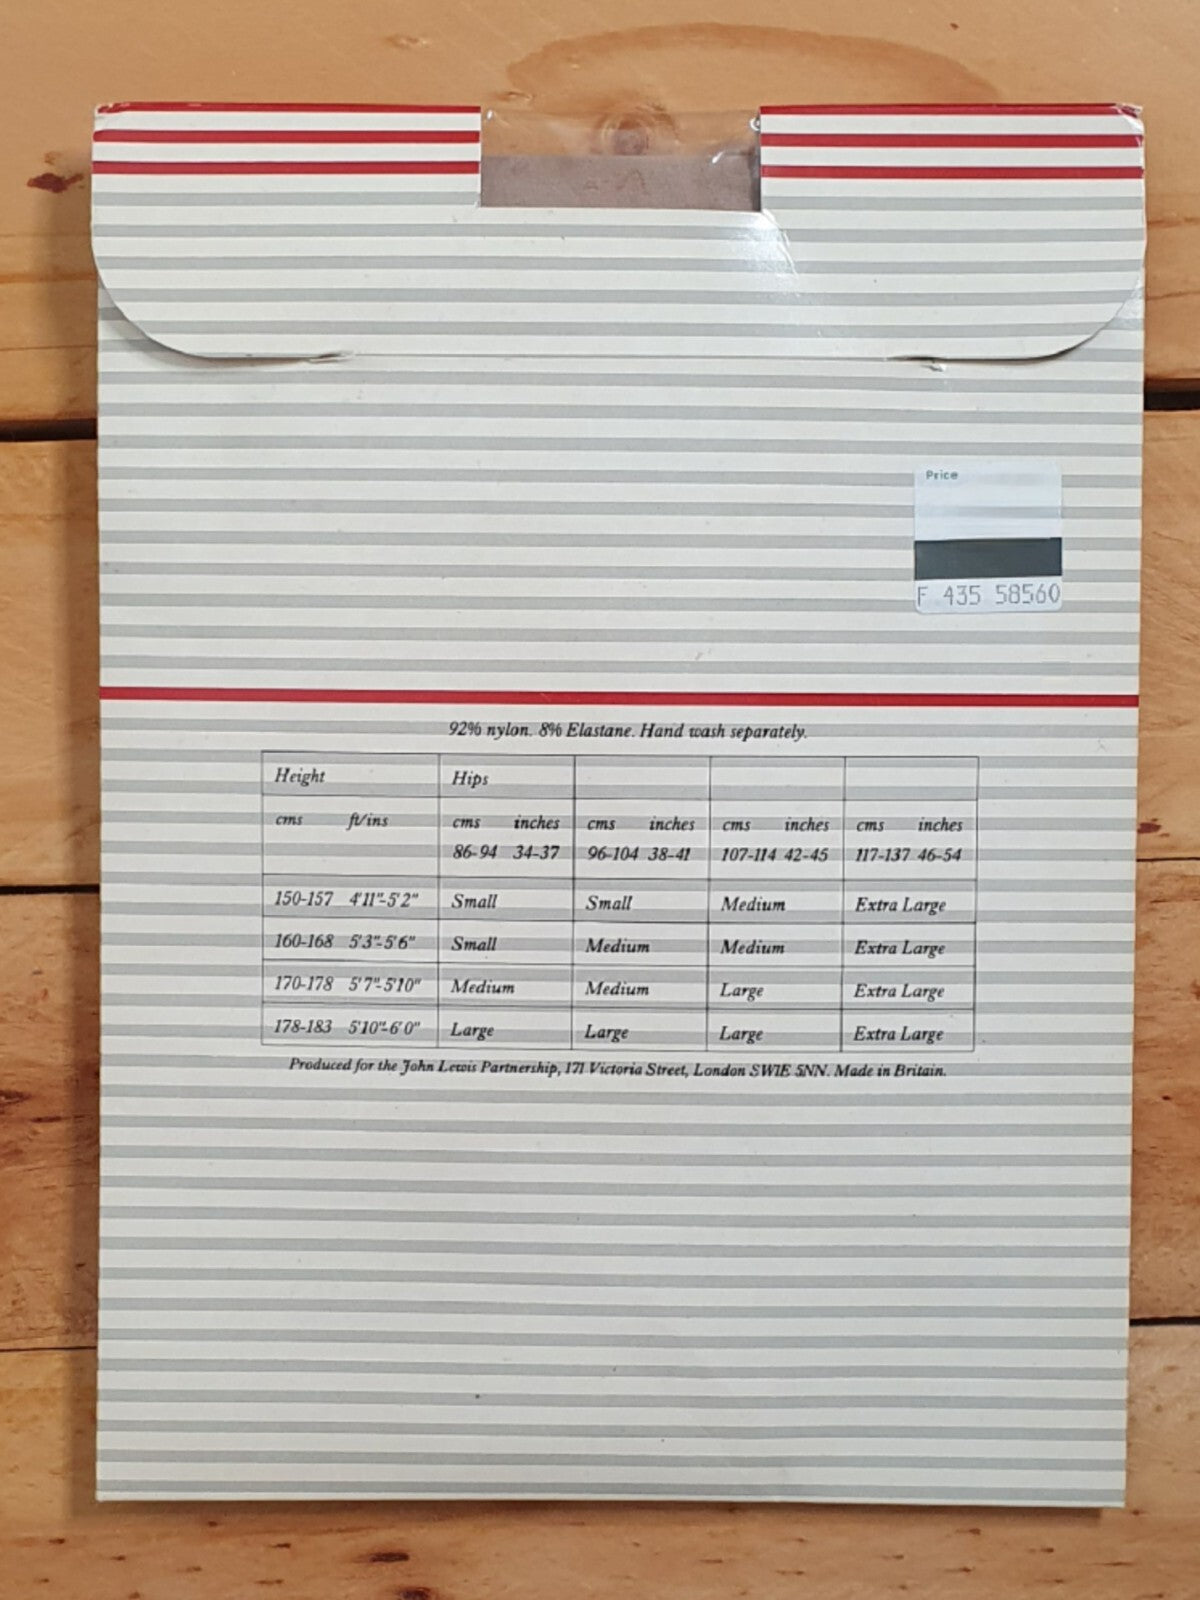 Price
F 435 58560
92% nylon. 8% Elastane. Hand wash separately.
Height Hips
cms ft/ins cms inches cms inches cms inches cms inches
86-94 34-37 96-104 38-41 107-114 42-45 117-137 46-54
150-157 4'11"-5'2" Small Small Medium Extra Large
160-168 5'3"-5'6" Small Medium Medium Extra Large
170-178 5'7"-5'10" Medium Medium Large Extra Large
178-183 5'10"-6'0" Large Large Large Extra Large
Produced for the John Lewis Partnership, 171 Victoria Street, London SW1E 5NN. Made in Britain.